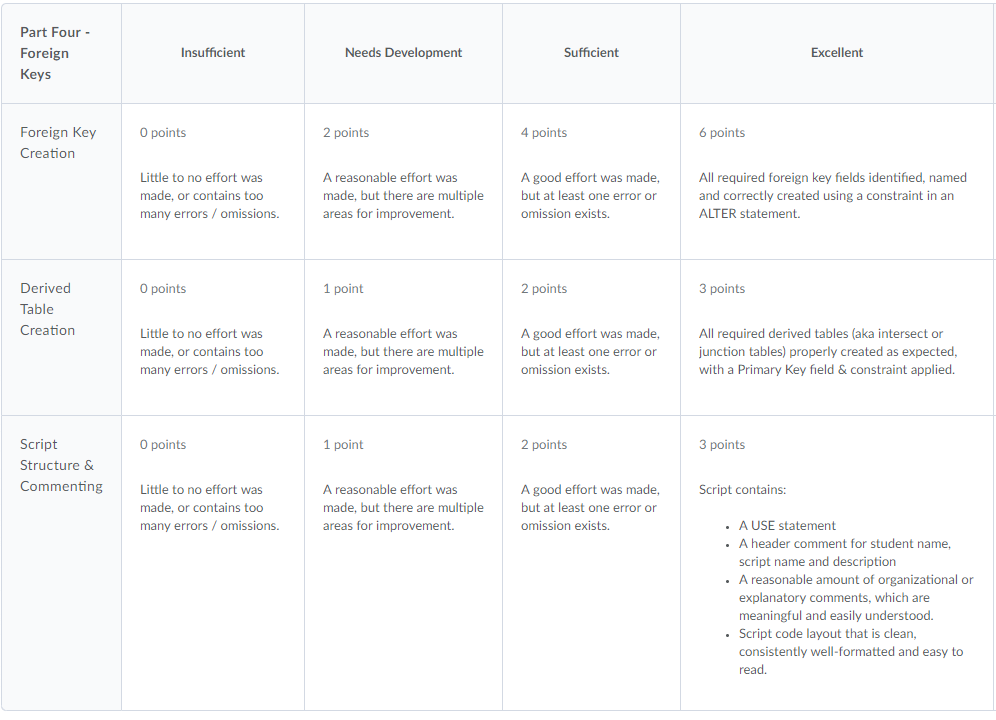 Part Four -
Foreign
Keys
Insufficient
Needs Development
Sufficient
Excellent
Foreign Key
Creation
0 points
Little to no effort was
made, or contains too
many errors / omissions.
2 points
A reasonable effort was
made, but there are multiple
areas for improvement.
4 points
A good effort was made,
but at least one error or
omission exists.
6 points
All required foreign key fields identified, named
and correctly created using a constraint in an
ALTER statement.
Derived
Table
Creation
0 points
Little to no effort was
made, or contains too
many errors / omissions.
1 point
A reasonable effort was
made, but there are multiple
areas for improvement.
2 points
A good effort was made,
but at least one error or
omission exists.
3 points
All required derived tables (aka intersect or
junction tables) properly created as expected,
with a Primary Key field & constraint applied.
Script
Structure &
Commenting
0 points
Little to no effort was
made, or contains too
many errors / omissions.
1 point
A reasonable effort was
made, but there are multiple
areas for improvement.
2 points
A good effort was made,
but at least one error or
omission exists.
3 points
Script contains:
• A USE statement
• A header comment for student name,
script name and description
• A reasonable amount of organizational or
explanatory comments, which are
meaningful and easily understood.
• Script code layout that is clean,
consistently well-formatted and easy to
read.